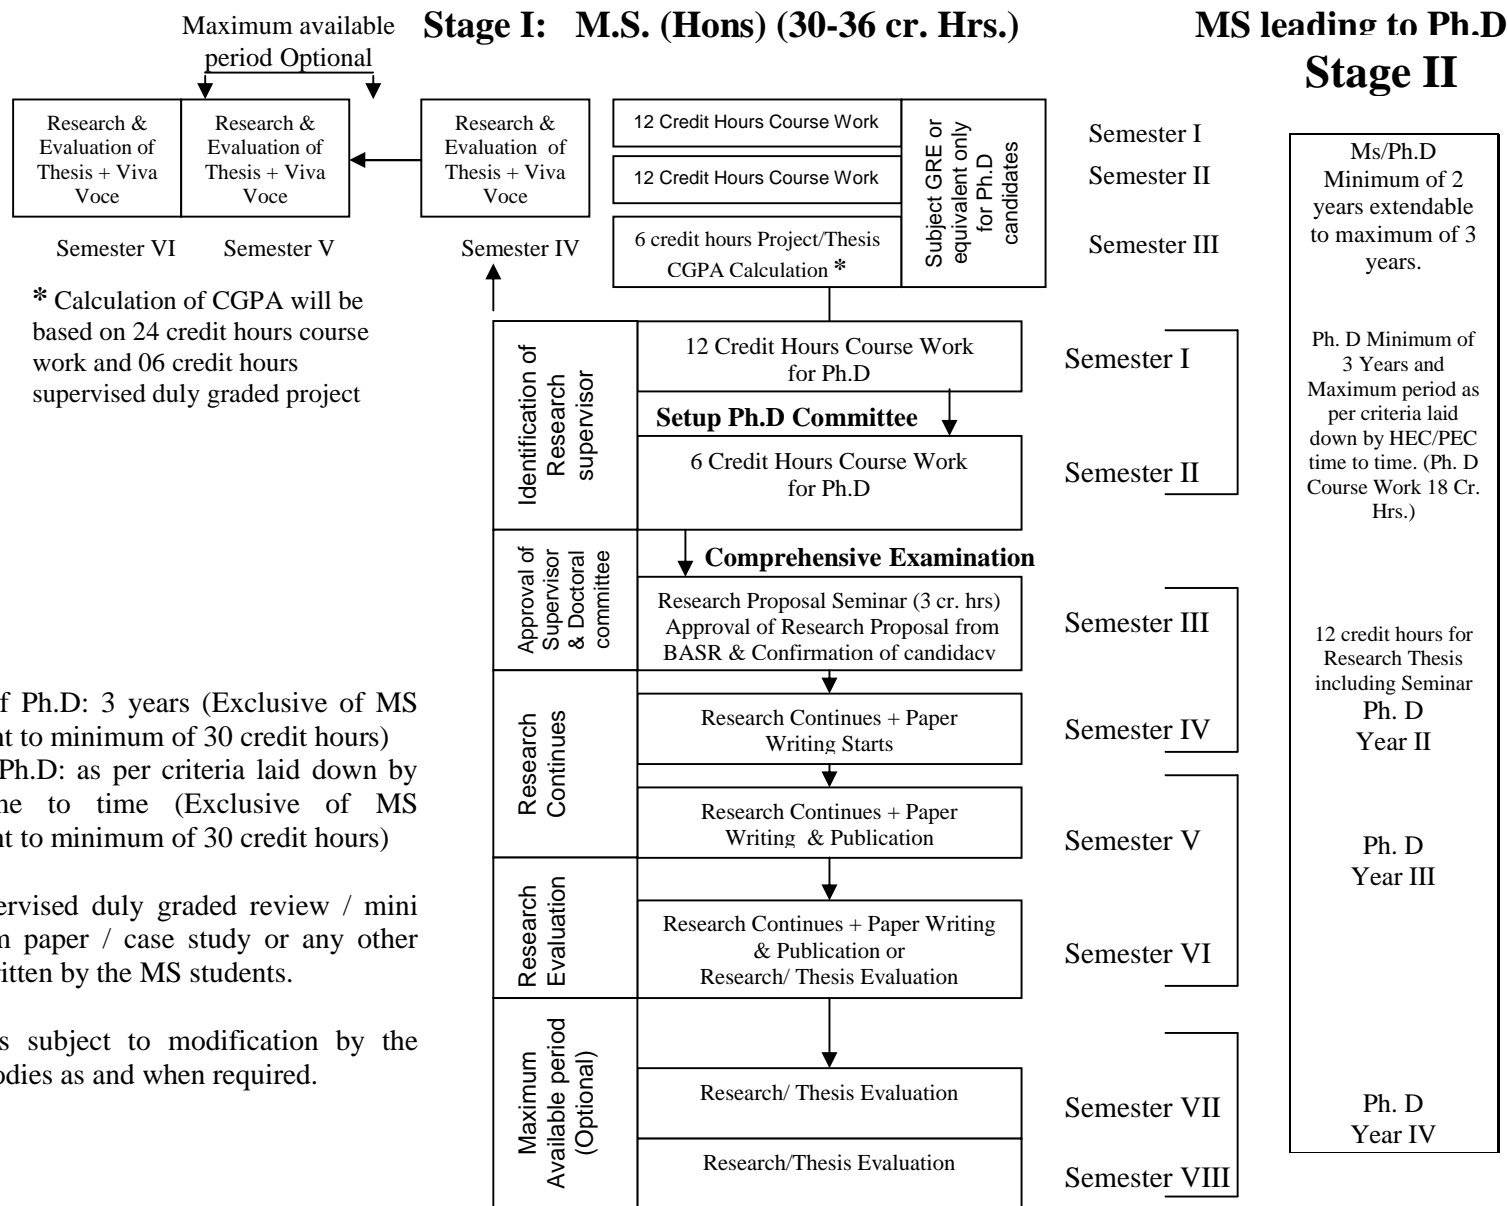 Maximum available
period Optional
Stage I: M.S. (Hons) (30-36 cr. Hrs.)
MS leading to Ph.D
Stage II
Research &
Evaluation of
Thesis + Viva
Voce
Research &
Evaluation of
Thesis + Viva
Voce
Research &
Evaluation of
Thesis + Viva
Voce
Semester VI
Semester V
Semester IV
* Calculation of CGPA will be
based on 24 credit hours course
work and 06 credit hours
supervised duly graded project
12 Credit Hours Course Work
12 Credit Hours Course Work
6 credit hours Project/Thesis
CGPA Calculation *
Subject GRE or
equivalent only
for Ph.D
candidates
Semester I
Semester II
Semester III
Ms/Ph.D
Minimum of 2
years extendable
to maximum of 3
years.
Identification of
Research
supervisor
12 Credit Hours Course Work
for Ph.D
Setup Ph.D Committee
6 Credit Hours Course Work
for Ph.D
Semester I
Semester II
Ph. D Minimum of
3 Years and
Maximum period as
per criteria laid
down by HEC/PEC
time to time. (Ph. D
Course Work 18 Cr.
Hrs.)
Approval of
Supervisor
& Doctoral
committee
Comprehensive Examination
Research Proposal Seminar (3 cr. hrs)
Approval of Research Proposal from
BASR & Confirmation of candidacy
Semester III
12 credit hours for
Research Thesis
including Seminar
Ph. D
Year II
f Ph.D: 3 years (Exclusive of MS
nt to minimum of 30 credit hours)
Ph.D: as per criteria laid down by
ne to time (Exclusive of MS
nt to minimum of 30 credit hours)
ervised duly graded review / mini
m paper / case study or any other
itten by the MS students.
s subject to modification by the
odies as and when required.
Research
Continues
Research Continues + Paper
Writing Starts
Semester IV
Research Continues + Paper
Writing & Publication
Semester V
Ph. D
Year III
Research
Evaluation
Research Continues + Paper Writing
& Publication or
Research/ Thesis Evaluation
Semester VI
Maximum
Available period
(Optional)
Research/ Thesis Evaluation
Semester VII
Ph. D
Year IV
Research/Thesis Evaluation
Semester VIII